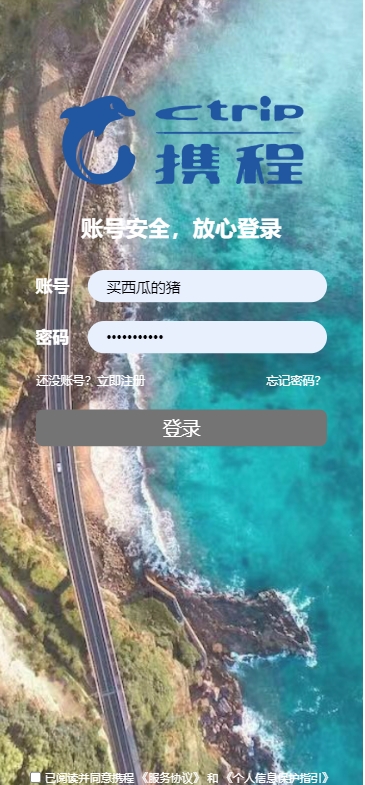 ctrip
携程
账号安全，放心登录
账号 买西瓜的猪
密码 •••••••••••
还没账号？立即注册 忘记密码？
登录
已阅读并同意携程 《服务协议》 和 《个人信息保护指引》